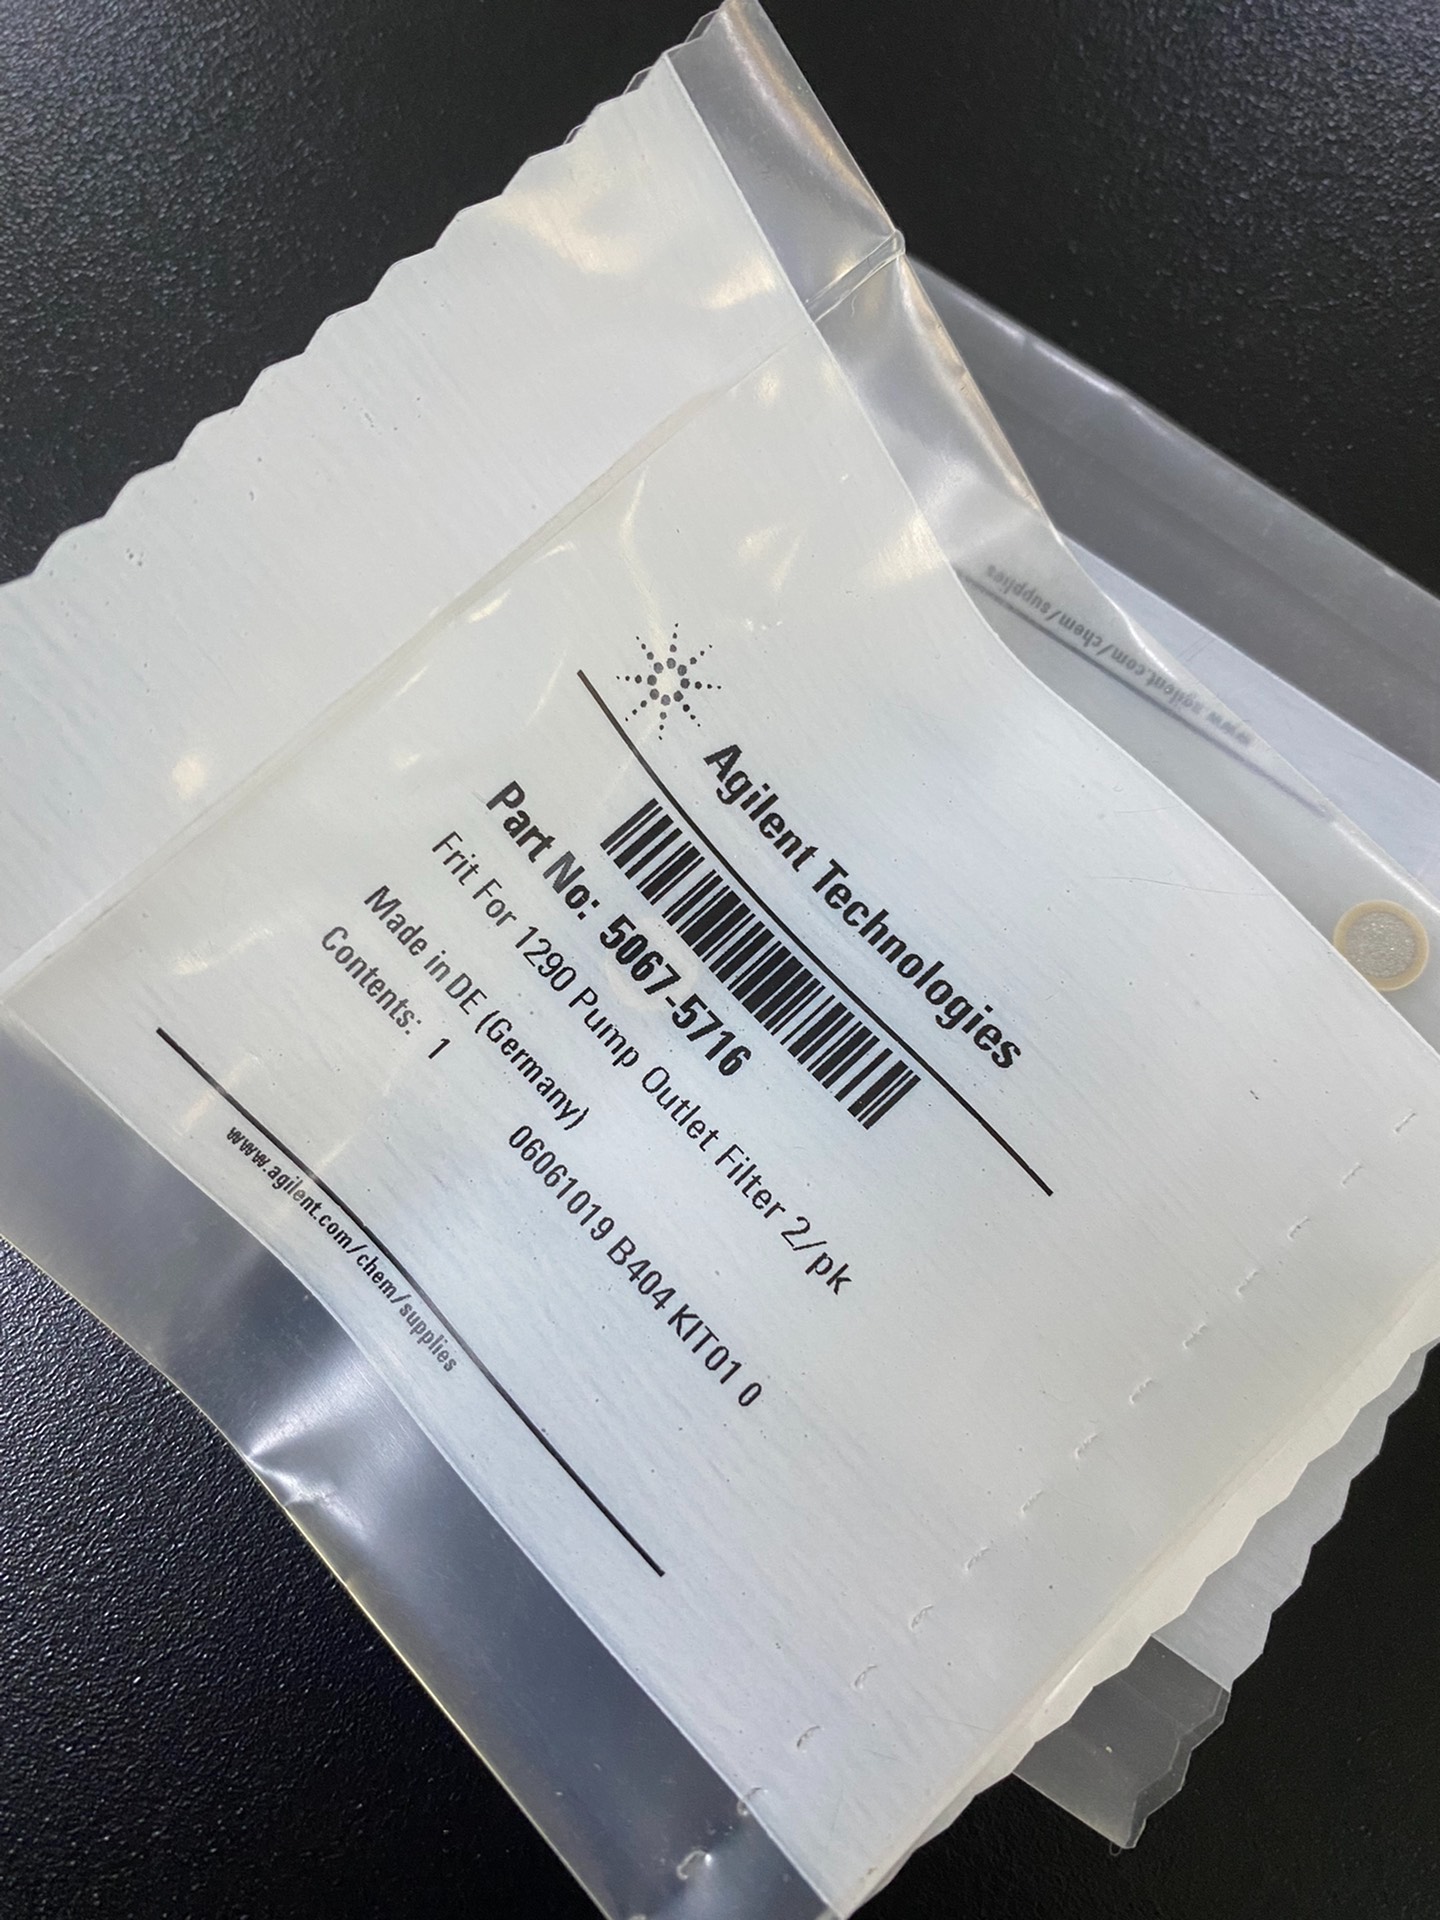 Agilent Technologies
Part No: 5067-5716
Frit For 1290 Pump Outlet Filter 2/pk
Made in DE (Germany)
Contents: 1
06061019 B404 KIT01 0
www.agilent.com/chem/supplies
www.agilent.com/chem/supplies